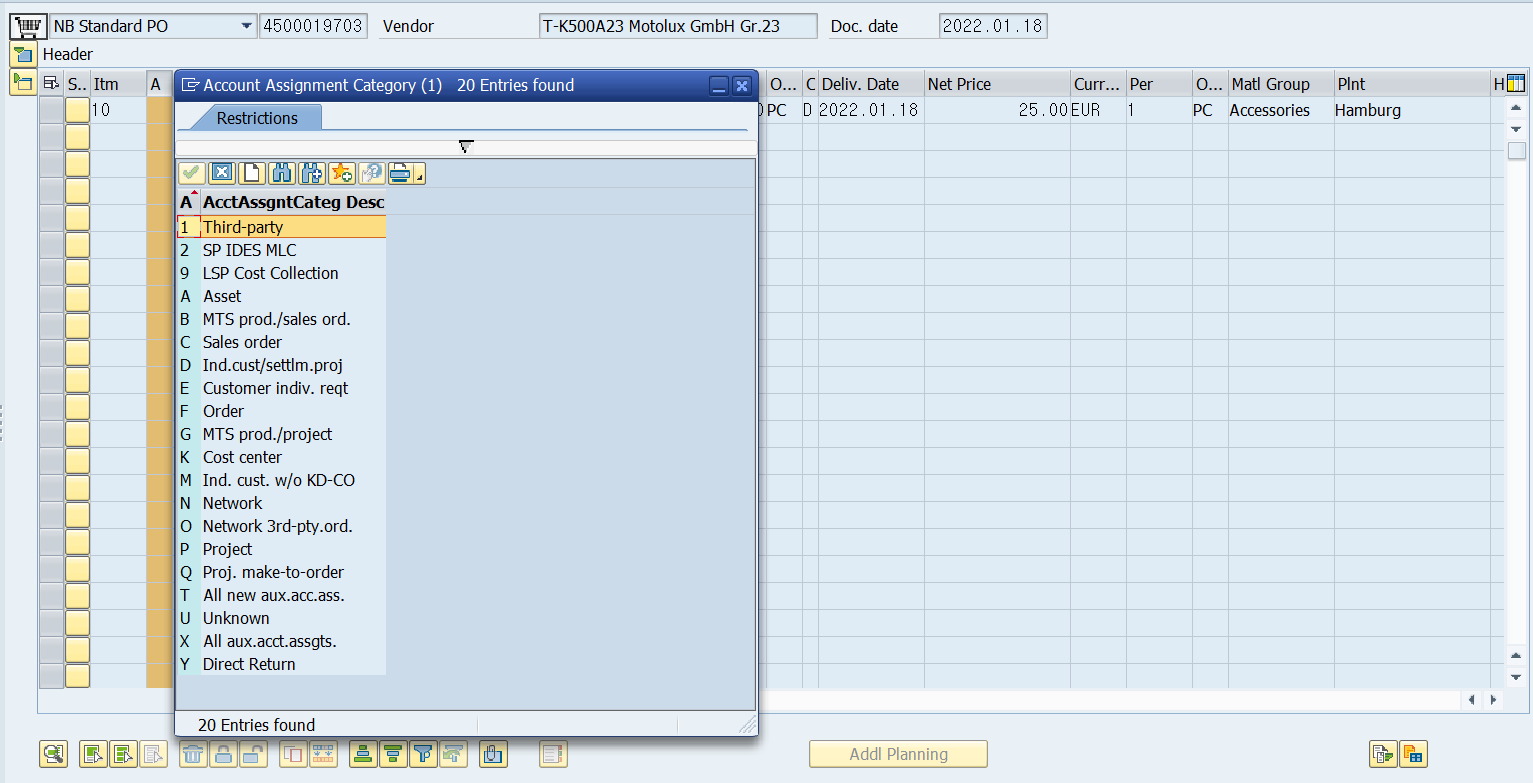 NB Standard PO 4500019703 Vendor T-K500A23 Motolux GmbH Gr.23 Doc. date 2022.01.18
Header
S.. Itm A
O... C Deliv. Date Net Price Curr... Per O... Matl Group Plnt H
10
PC D 2022.01.18 25.00 EUR 1 PC Accessories Hamburg
Account Assignment Category (1) 20 Entries found
Restrictions
A AcctAssgntCateg Desc
1 Third-party
2 SP IDES MLC
9 LSP Cost Collection
A Asset
B MTS prod./sales ord.
C Sales order
D Ind.cust/settlm.proj
E Customer indiv. reqt
F Order
G MTS prod./project
K Cost center
M Ind. cust. w/o KD-CO
N Network
O Network 3rd-pty.ord.
P Project
Q Proj. make-to-order
T All new aux.acc.ass.
U Unknown
X All aux.acct.assgts.
Y Direct Return
20 Entries found
Addl Planning